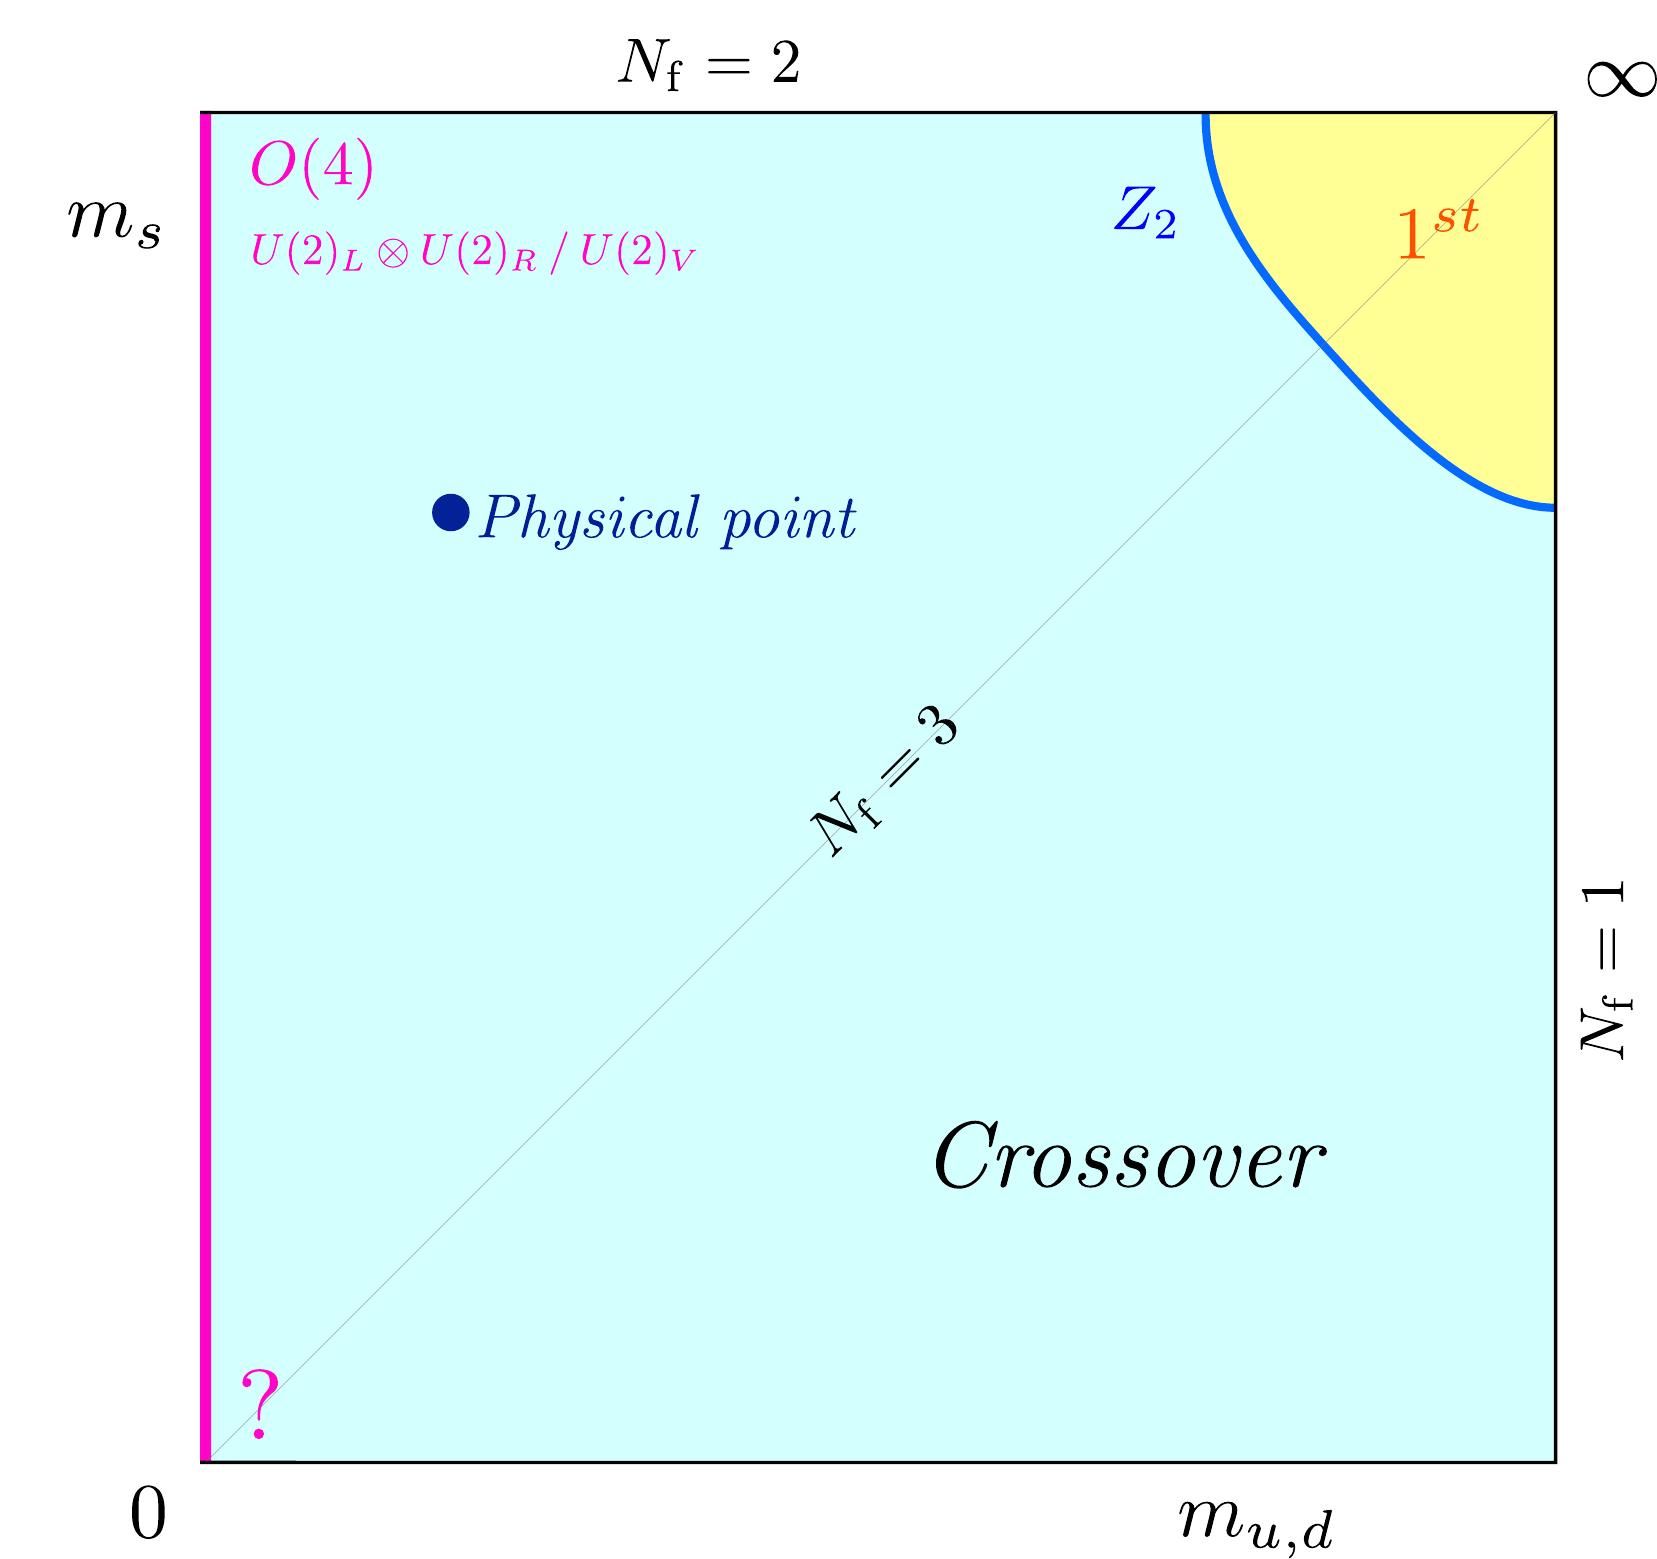 N_f = 2
∞
m_s
O(4)
U(2)_L ⊗ U(2)_R / U(2)_V
Z_2
1^{st}
Physical point
N_f = 3
N_f = 1
Crossover
?
0
m_{u,d}